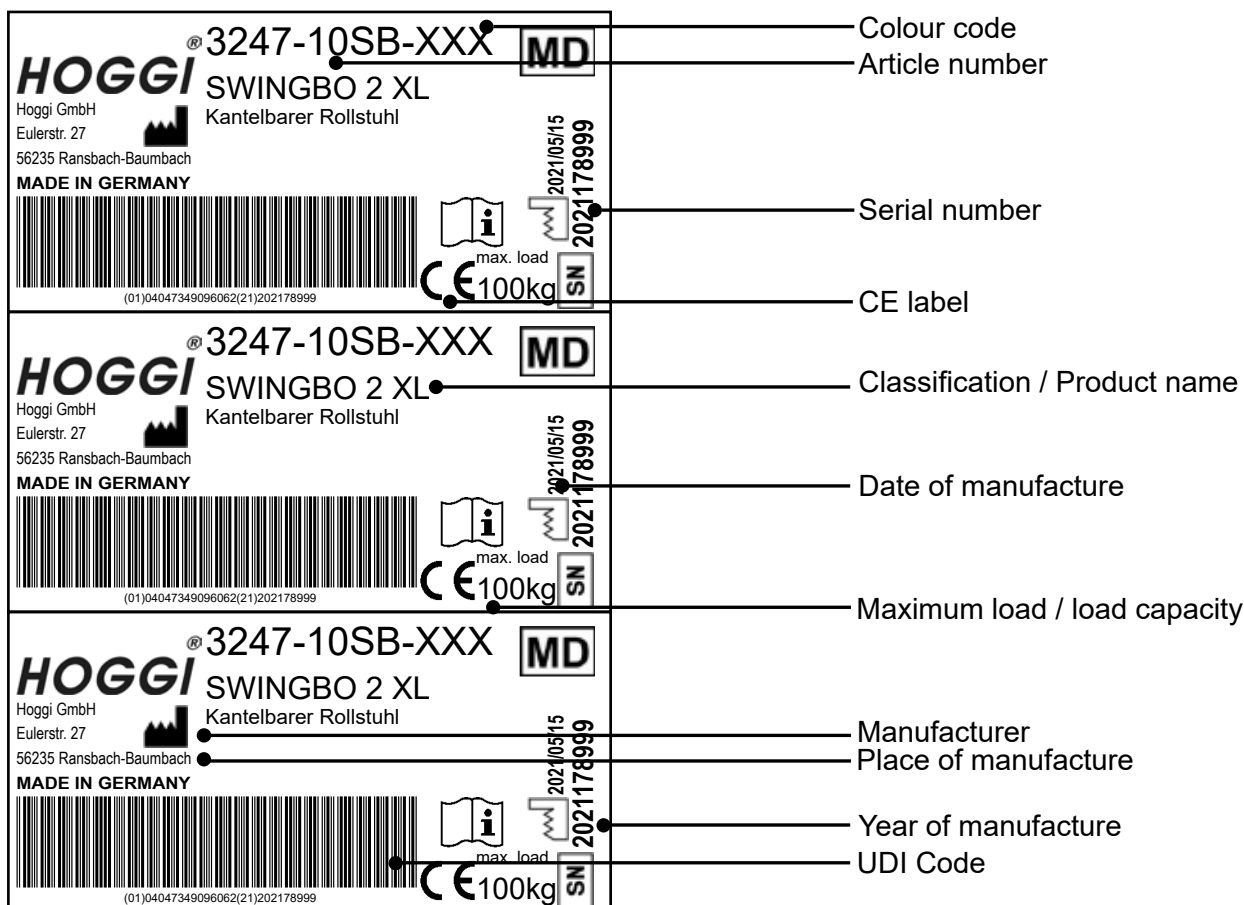 ®3247-10SB-XXX
MD
HOGGI
SWINGBO 2 XL
Kantelbarer Rollstuhl
Hoggi GmbH
Eulerstr. 27
56235 Ransbach-Baumbach
MADE IN GERMANY
2021/05/15
2021178999
SN
i
max. load
CE 100kg
(01)04047349096062(21)202178999
Colour code
Article number
Serial number
CE label
®3247-10SB-XXX
MD
HOGGI
SWINGBO 2 XL
Kantelbarer Rollstuhl
Hoggi GmbH
Eulerstr. 27
56235 Ransbach-Baumbach
MADE IN GERMANY
2021/05/15
2021178999
SN
i
max. load
CE 100kg
(01)04047349096062(21)202178999
Classification / Product name
Date of manufacture
Maximum load / load capacity
®3247-10SB-XXX
MD
HOGGI
SWINGBO 2 XL
Kantelbarer Rollstuhl
Hoggi GmbH
Eulerstr. 27
56235 Ransbach-Baumbach
MADE IN GERMANY
2021/05/15
2021178999
SN
i
max. load
CE 100kg
(01)04047349096062(21)202178999
Manufacturer
Place of manufacture
Year of manufacture
UDI Code